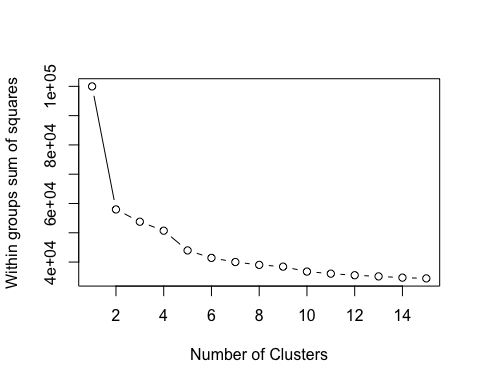 Within groups sum of squares
1e+05
8e+04
6e+04
4e+04
2 4 6 8 10 12 14
Number of Clusters